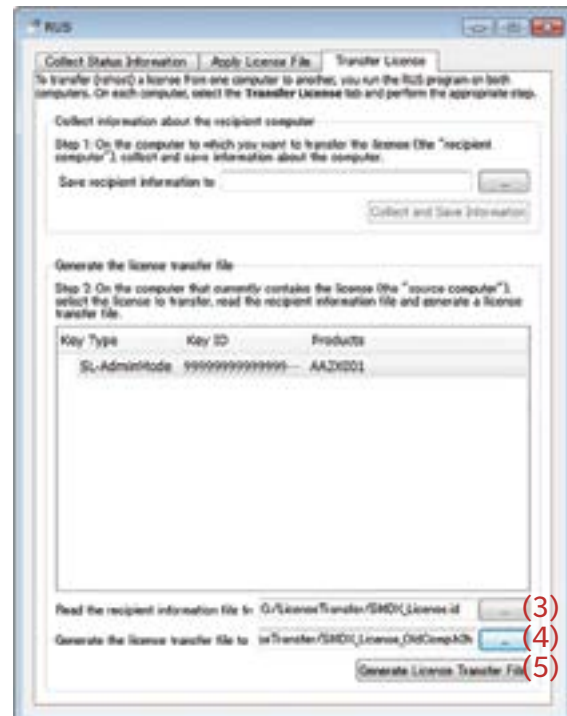 RUS
Collect Status Information Apply License File Transfer License
To transfer (rehost) a license from one computer to another, you run the RUS program on both
computers. On each computer, select the Transfer License tab and perform the appropriate step.
Collect information about the recipient computer
Step 1: On the computer to which you want to transfer the license (the "recipient
computer"), collect and save information about the computer.
Save recipient information to ...
Collect and Save Information
Generate the license transfer file
Step 2: On the computer that currently contains the license (the "source computer"),
select the license to transfer, read the recipient information file and generate a license
transfer file.
Key Type Key ID Products
SL-AdminMode 99999999999999...
Read the recipient information file fr G:/LicenseTransfer/SMDX_License.id ... (3)
Generate the license transfer file to ... (4)
Generate License Transfer File (5)